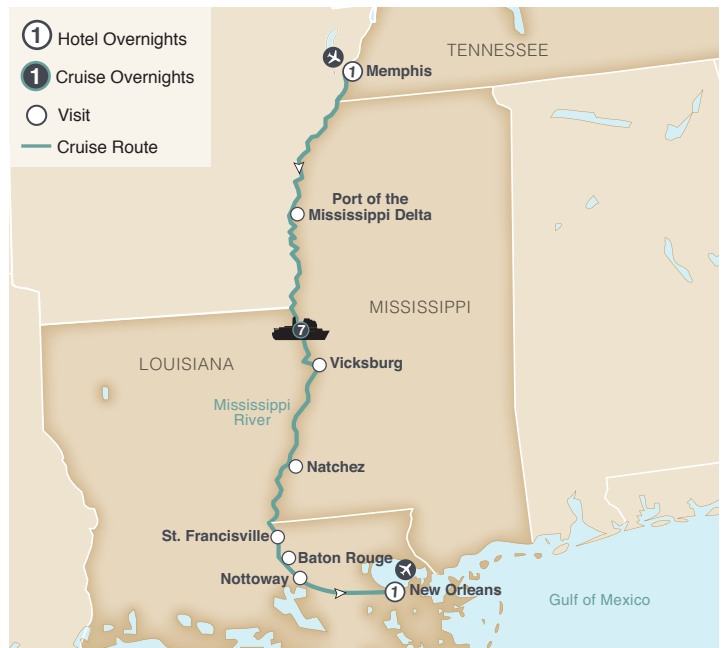 1 Hotel Overnights
1 Cruise Overnights
Visit
Cruise Route
TENNESSEE
1 Memphis
Port of the
Mississippi Delta
MISSISSIPPI
7
LOUISIANA
Vicksburg
Mississippi
River
Natchez
St. Francisville
Baton Rouge
Nottoway
1 New Orleans
Gulf of Mexico